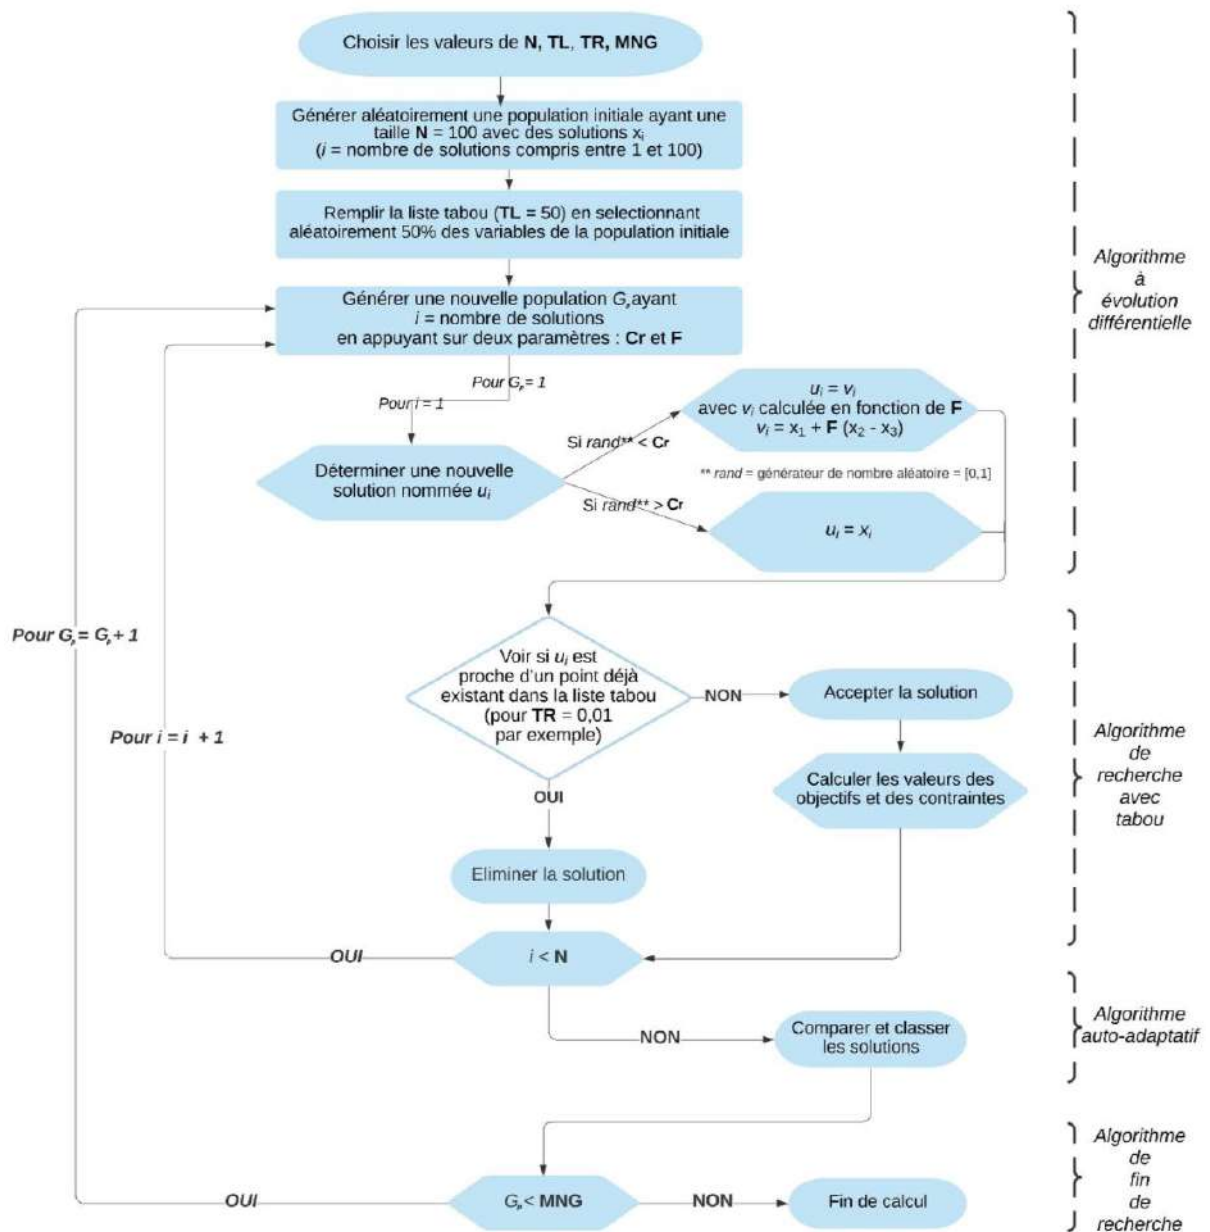 Choisir les valeurs de N, TL, TR, MNG
Générer aléatoirement une population initiale ayant une
taille N = 100 avec des solutions xi
(i = nombre de solutions compris entre 1 et 100)
Remplir la liste tabou (TL = 50) en selectionnant
aléatoirement 50% des variables de la population initiale
Générer une nouvelle population Gr ayant
i = nombre de solutions
en appuyant sur deux paramètres : Cr et F
Pour Gr = 1
Pour i = 1
Déterminer une nouvelle
solution nommée ui
Si rand** < Cr
ui = vi
avec vi calculée en fonction de F
vi = x1 + F (x2 - x3)
** rand = générateur de nombre aléatoire = [0,1]
Si rand** > Cr
ui = xi
Algorithme
à
évolution
différentielle
Pour Gr = Gr + 1
Pour i = i + 1
Voir si ui est
proche d'un point déjà
existant dans la liste tabou
(pour TR = 0,01
par exemple)
NON
Accepter la solution
Calculer les valeurs des
objectifs et des contraintes
OUI
Eliminer la solution
i < N
OUI
Algorithme
de
recherche
avec
tabou
NON
Comparer et classer
les solutions
Algorithme
auto-adaptatif
Gr < MNG
OUI
NON
Fin de calcul
Algorithme
de
fin
de
recherche